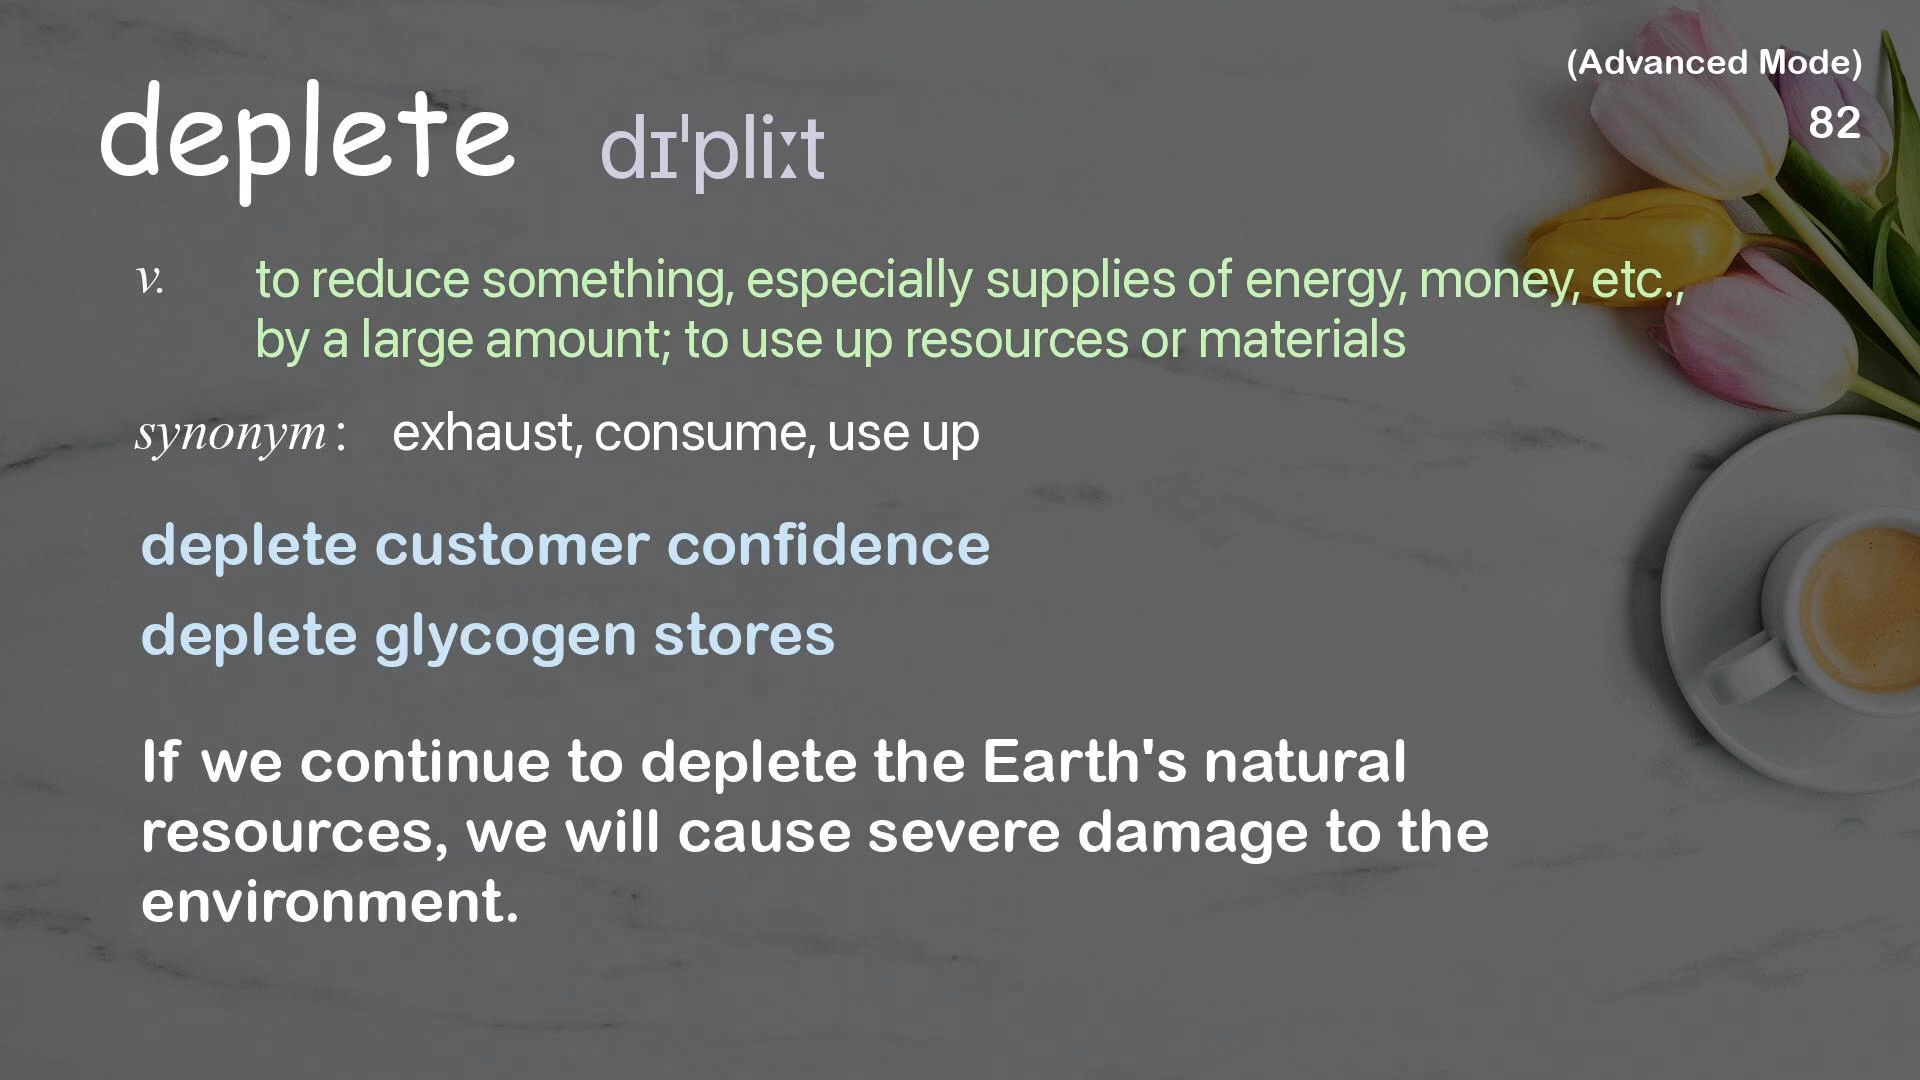 (Advanced Mode)
82
deplete dɪˈpliːt
v. to reduce something, especially supplies of energy, money, etc.,
by a large amount; to use up resources or materials
synonym : exhaust, consume, use up
deplete customer confidence
deplete glycogen stores
If we continue to deplete the Earth's natural
resources, we will cause severe damage to the
environment.